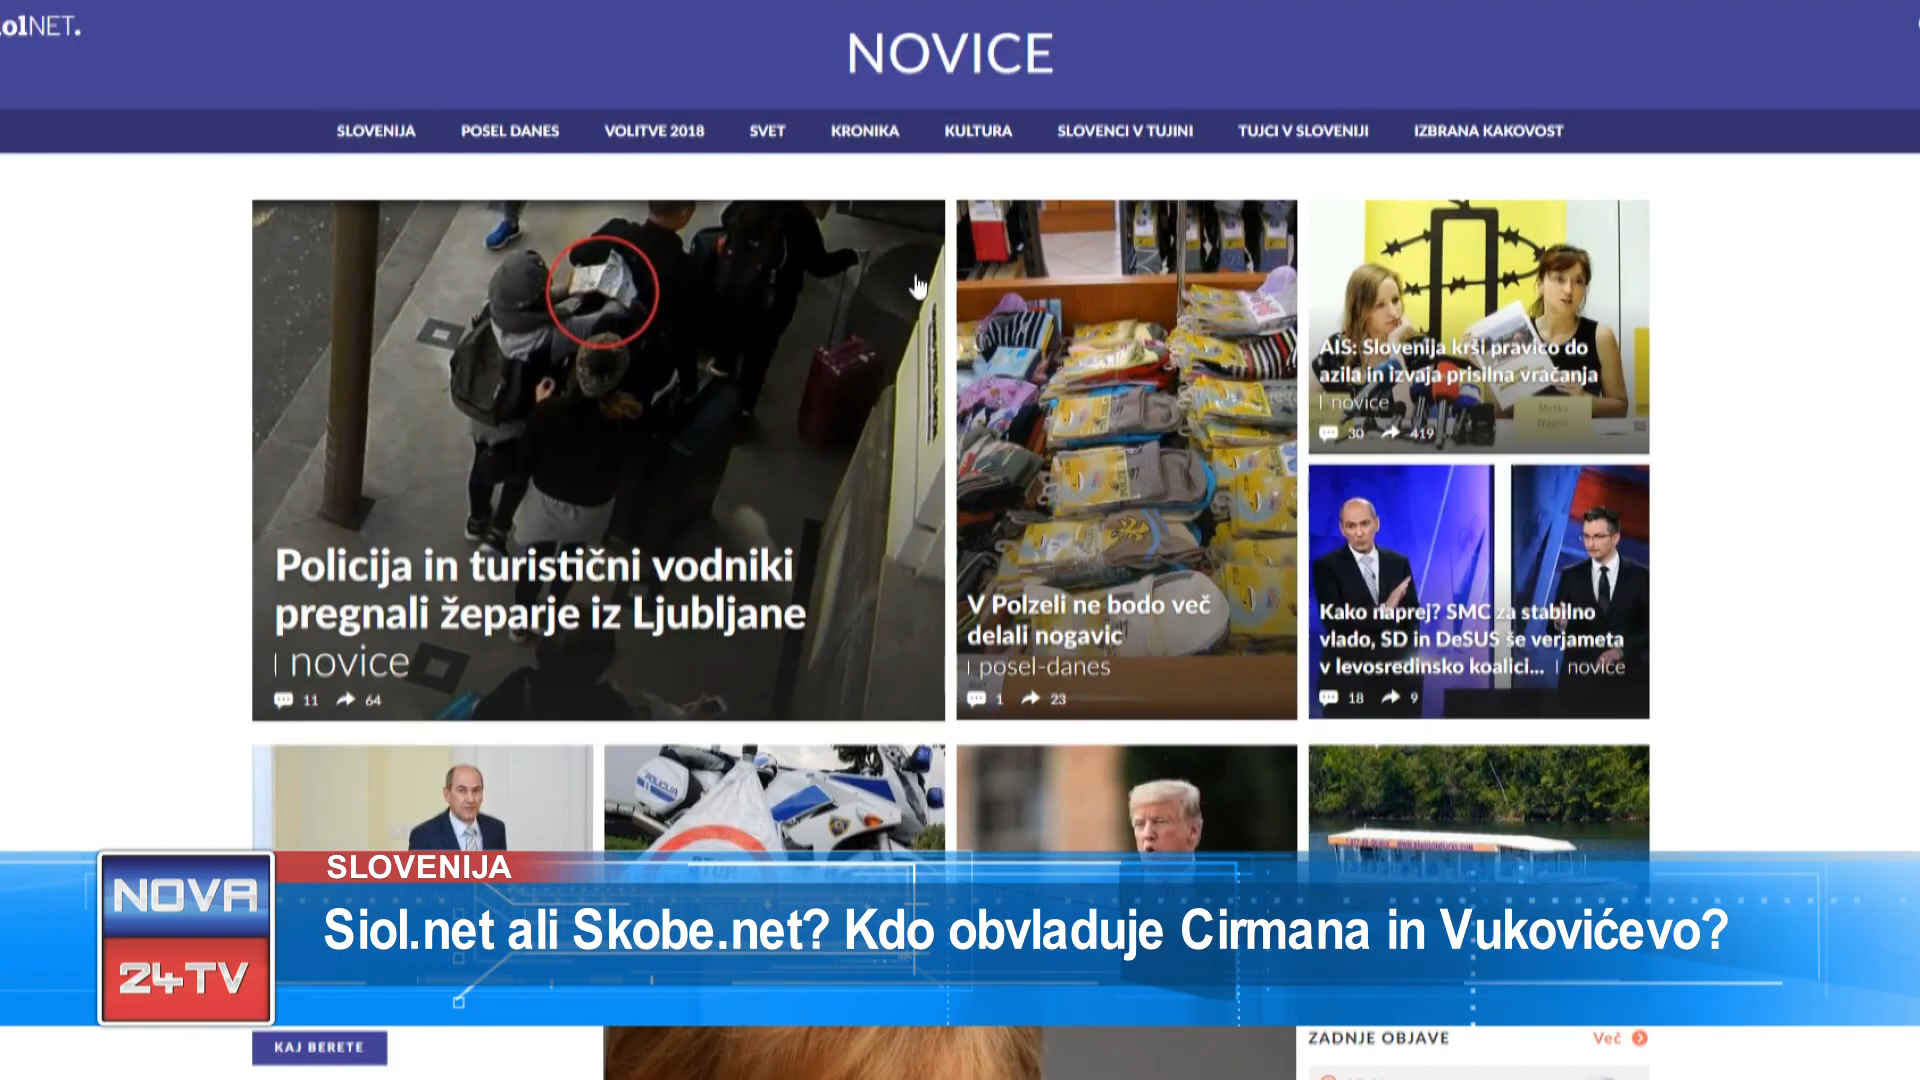 olNET.
NOVICE
SLOVENIJA POSEL DANES VOLITVE 2018 SVET KRONIKA KULTURA SLOVENCI V TUJINI TUJCI V SLOVENIJI IZBRANA KAKOVOST
Policija in turistični vodniki
pregnali žeparje iz Ljubljane
| novice
11 64
V Polzeli ne bodo več
delali nogavic
| posel-danes
1 23
AIS: Slovenija krši pravico do
azila in izvaja prisilna vračanja
| novice
30 419
Kako naprej? SMC za stabilno
vlado, SD in DeSUS še verjameta
v levosredinsko koalici... | novice
18 9
POLICIJA
SLOVENIJA
Siol.net ali Skobe.net? Kdo obvladuje Cirmana in Vukovićevo?
NOVA
24TV
KAJ BERETE
ZADNJE OBJAVE Več